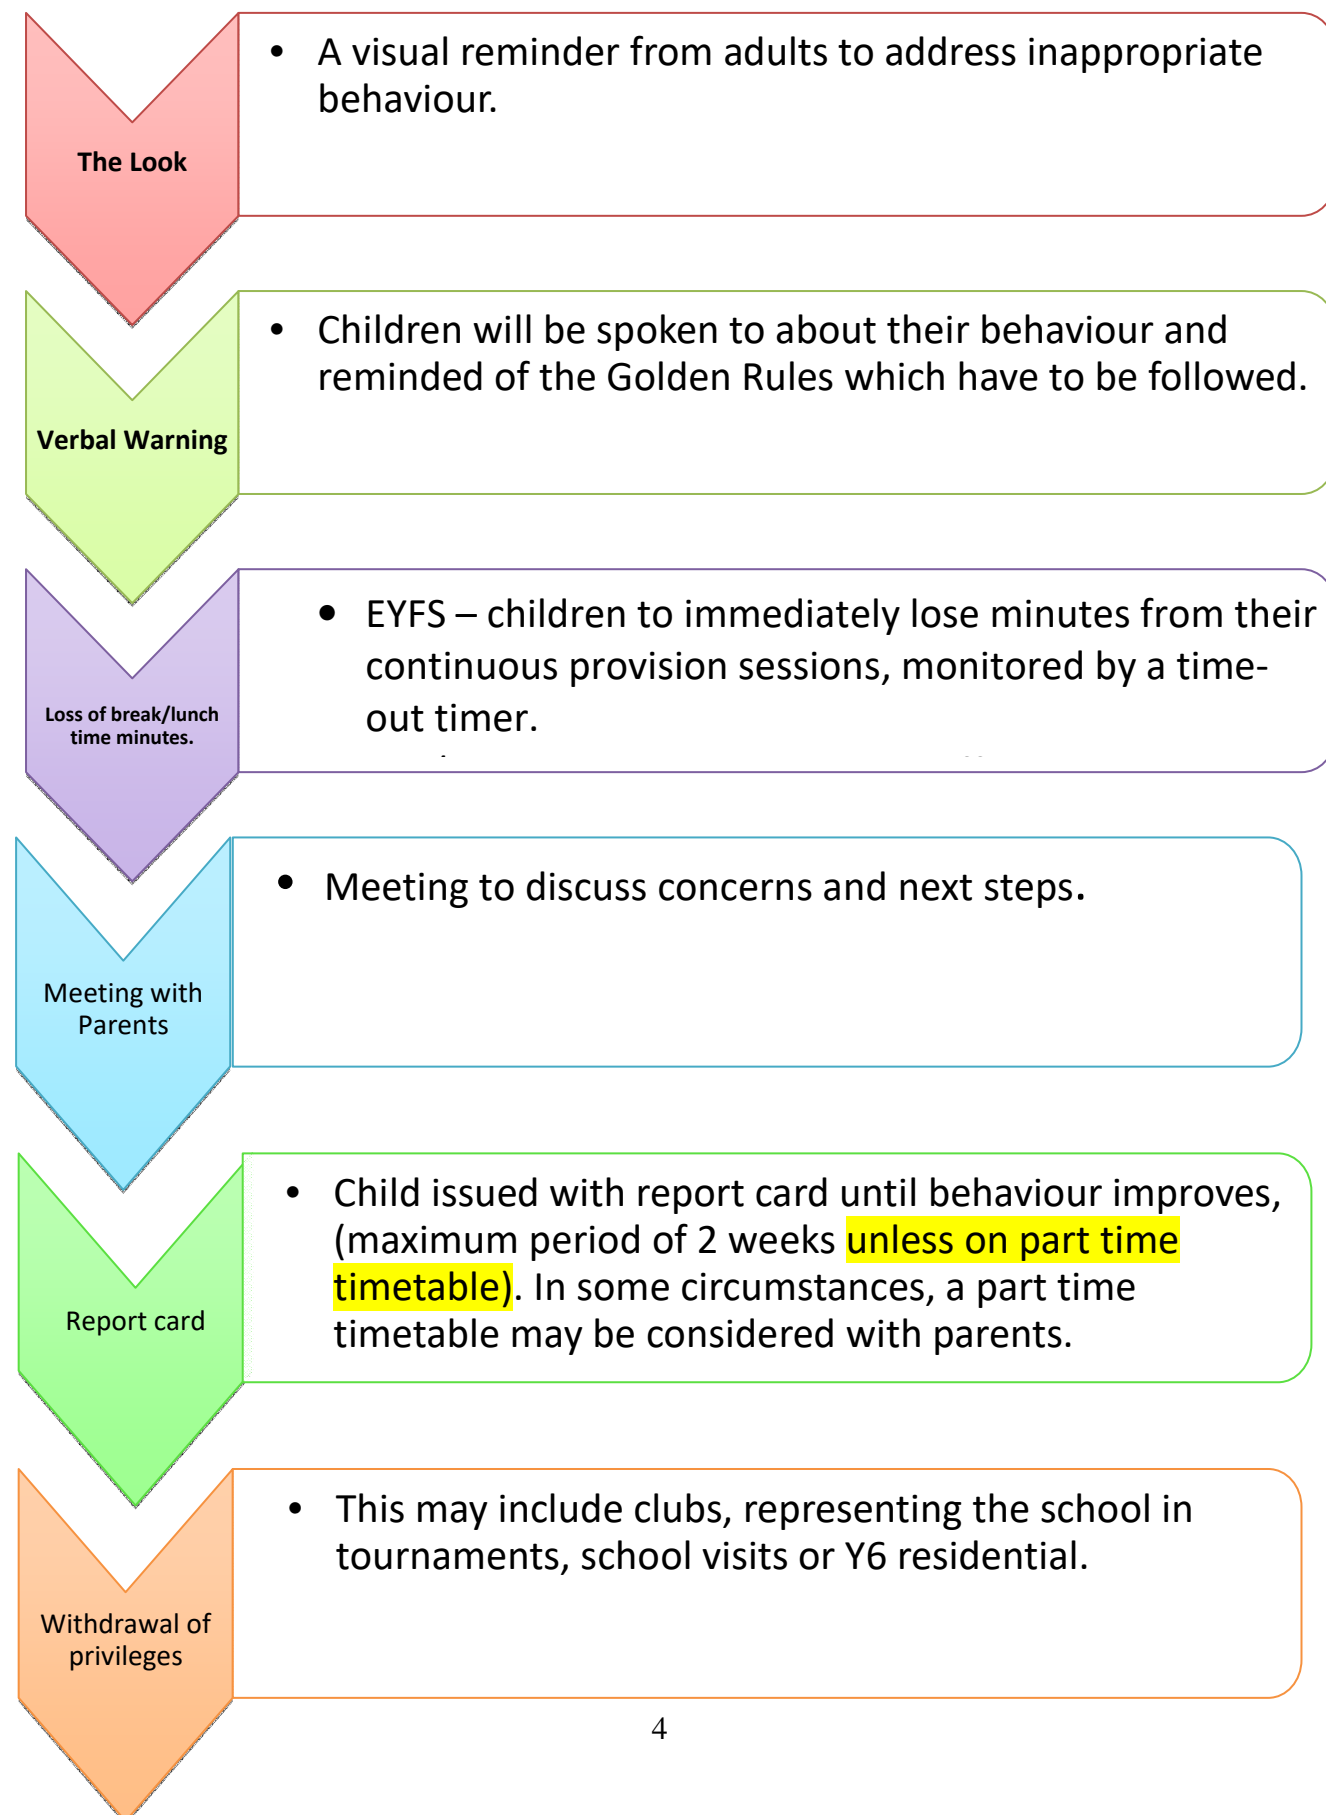 The Look
• A visual reminder from adults to address inappropriate
behaviour.
Verbal Warning
• Children will be spoken to about their behaviour and
reminded of the Golden Rules which have to be followed.
Loss of break/lunch
time minutes.
• EYFS – children to immediately lose minutes from their
continuous provision sessions, monitored by a time-
out timer.
Meeting with
Parents
• Meeting to discuss concerns and next steps.
Report card
• Child issued with report card until behaviour improves,
(maximum period of 2 weeks unless on part time
timetable). In some circumstances, a part time
timetable may be considered with parents.
Withdrawal of
privileges
• This may include clubs, representing the school in
tournaments, school visits or Y6 residential.
4